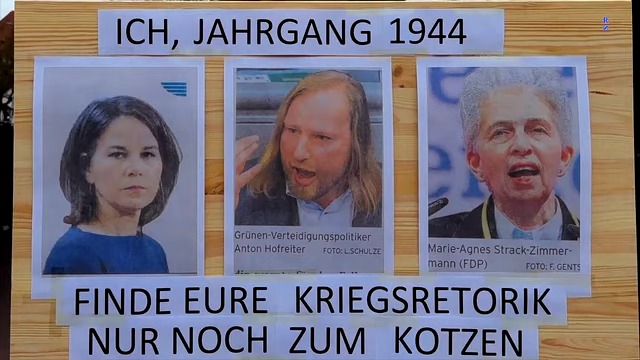 ICH, JAHRGANG 1944
Grünen-Verteidigungspolitiker
Anton Hofreiter FOTO: L.SCHULZE
Marie-Agnes Strack-Zimmer-
mann (FDP) FOTO: F. GENTS
FINDE EURE KRIEGSRETORIK
NUR NOCH ZUM KOTZEN